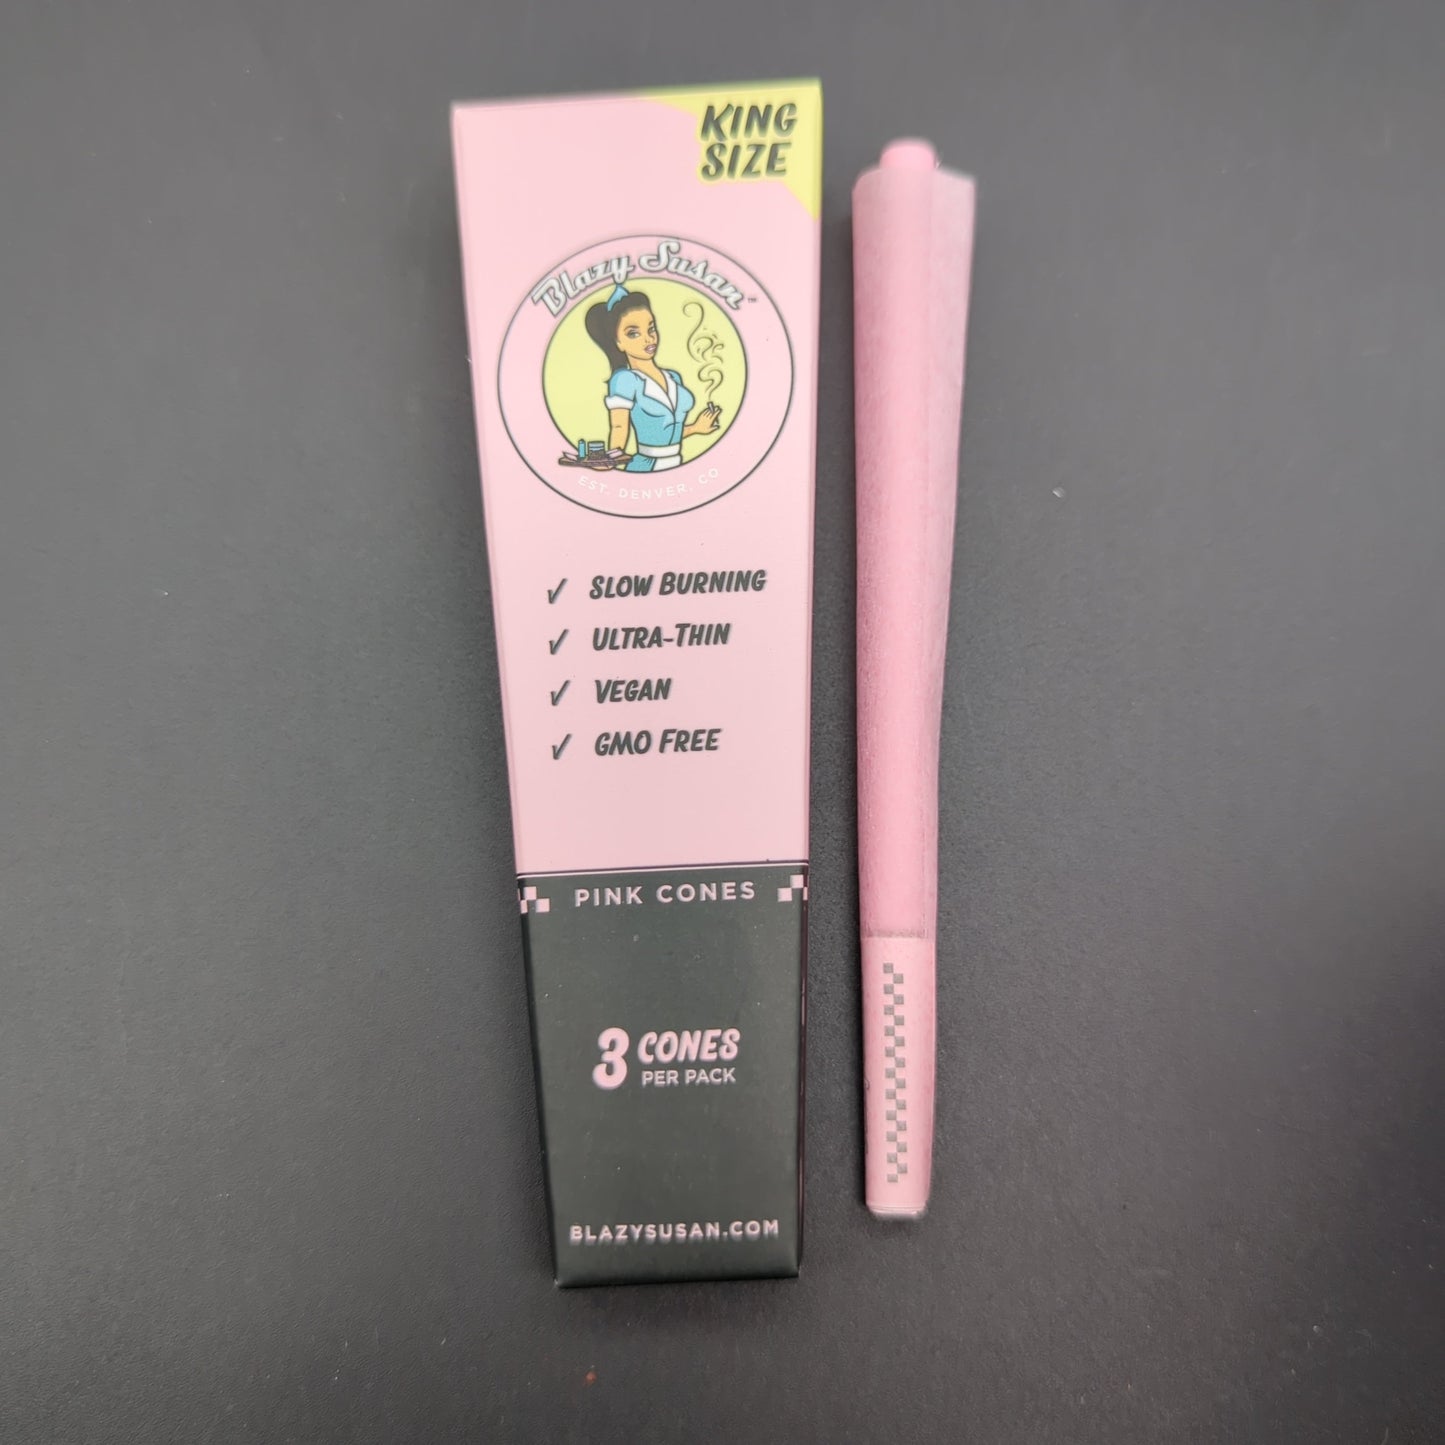 KING
SIZE
Blazy Susan™
EST. DENVER, CO
✓ SLOW BURNING
✓ ULTRA-THIN
✓ VEGAN
✓ GMO FREE
PINK CONES
3 CONES
PER PACK
BLAZYSUSAN.COM